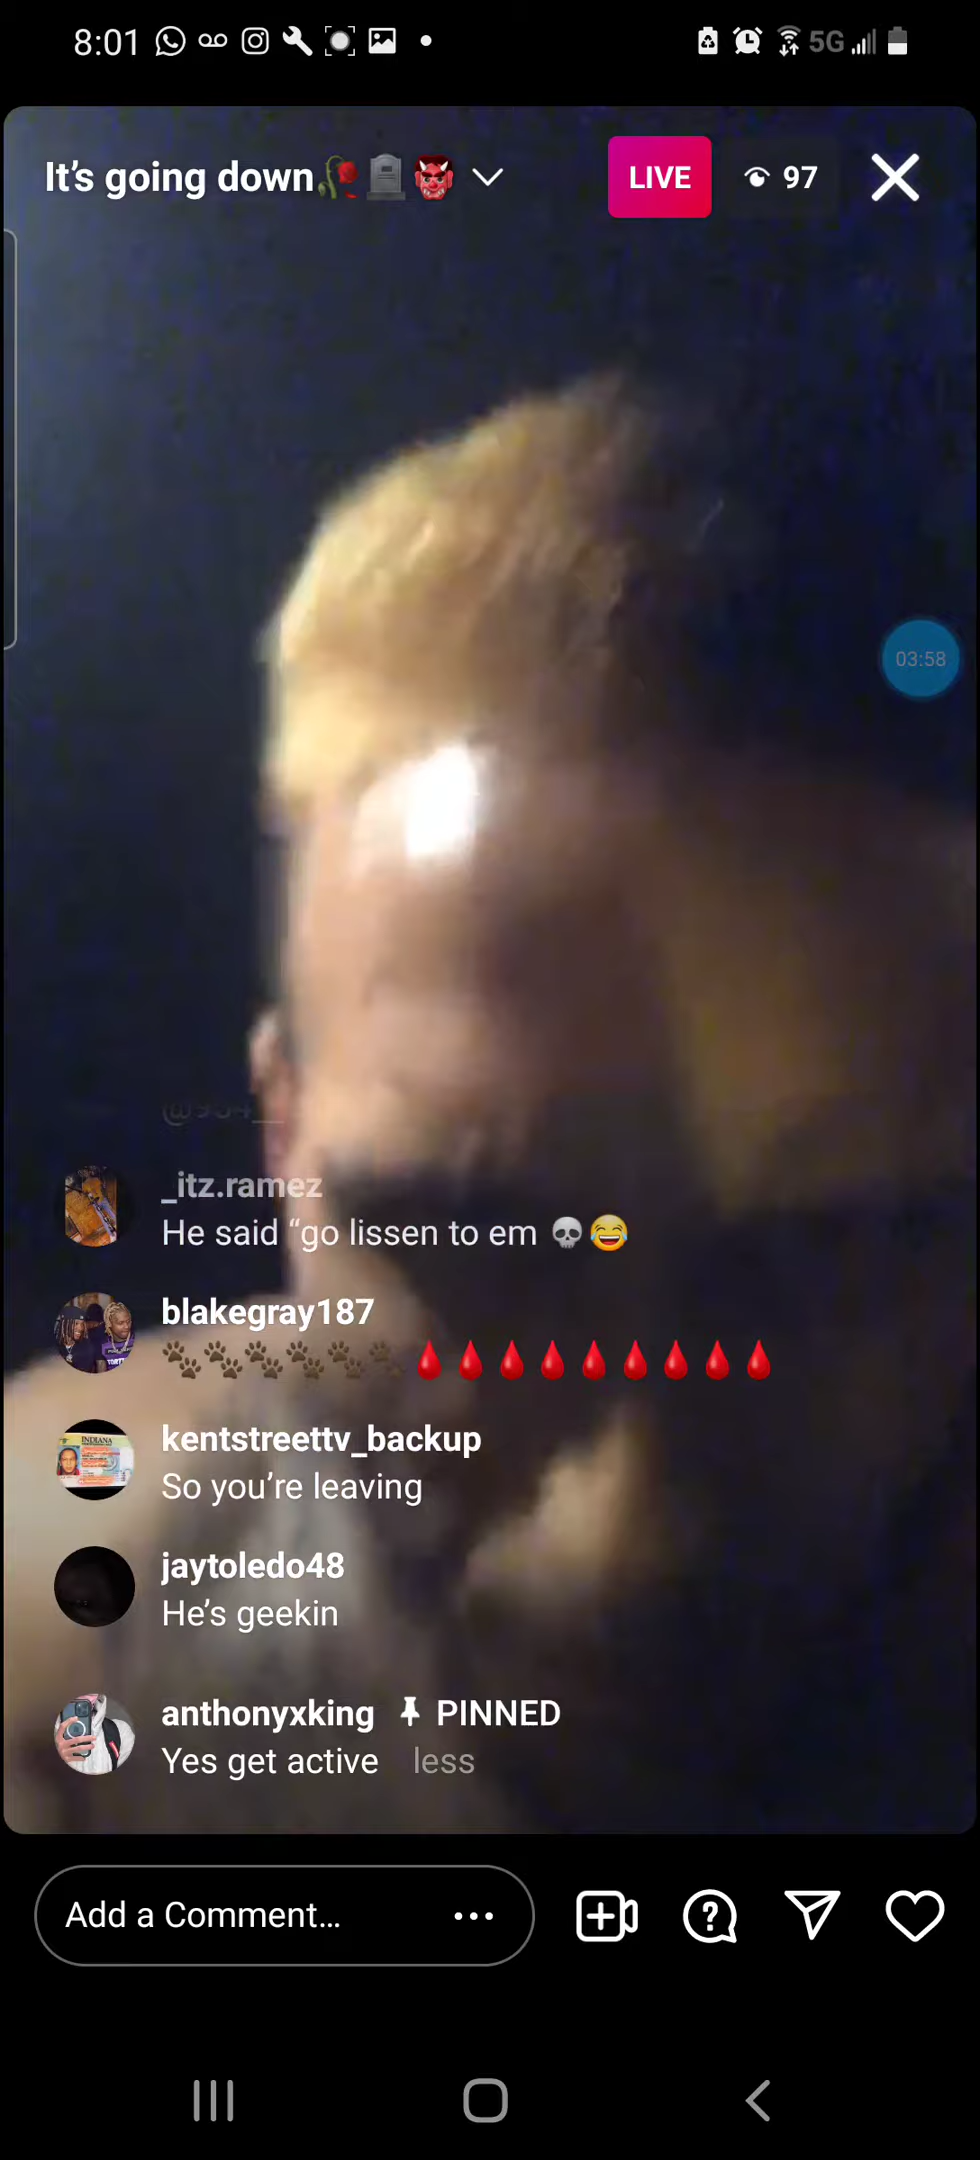 8:01
5G
It’s going down🥀🪦👹
LIVE
97
03:58
_itz.ramez
He said “go lissen to em 💀😂
blakegray187
🐾🐾🐾🐾🐾🐾🩸🩸🩸🩸🩸🩸🩸🩸🩸
kentstreettv_backup
So you’re leaving
jaytoledo48
He’s geekin
anthonyxking PINNED
Yes get active less
Add a Comment...